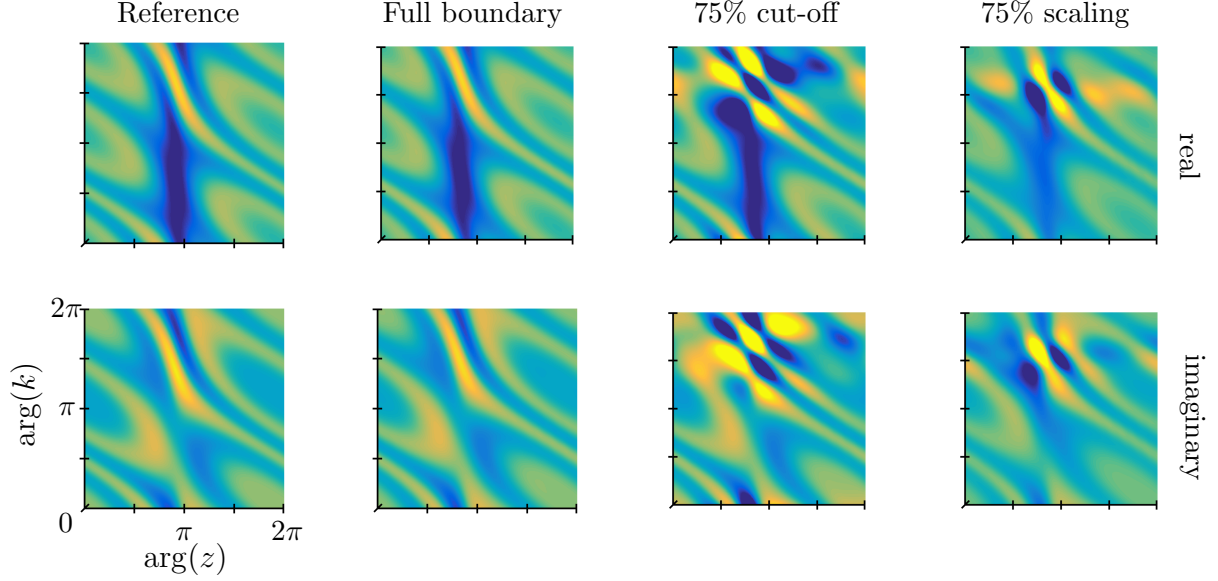 Reference
Full boundary
75% cut-off
75% scaling
real
imaginary
2π
π
arg(k)
0
π
2π
arg(z)